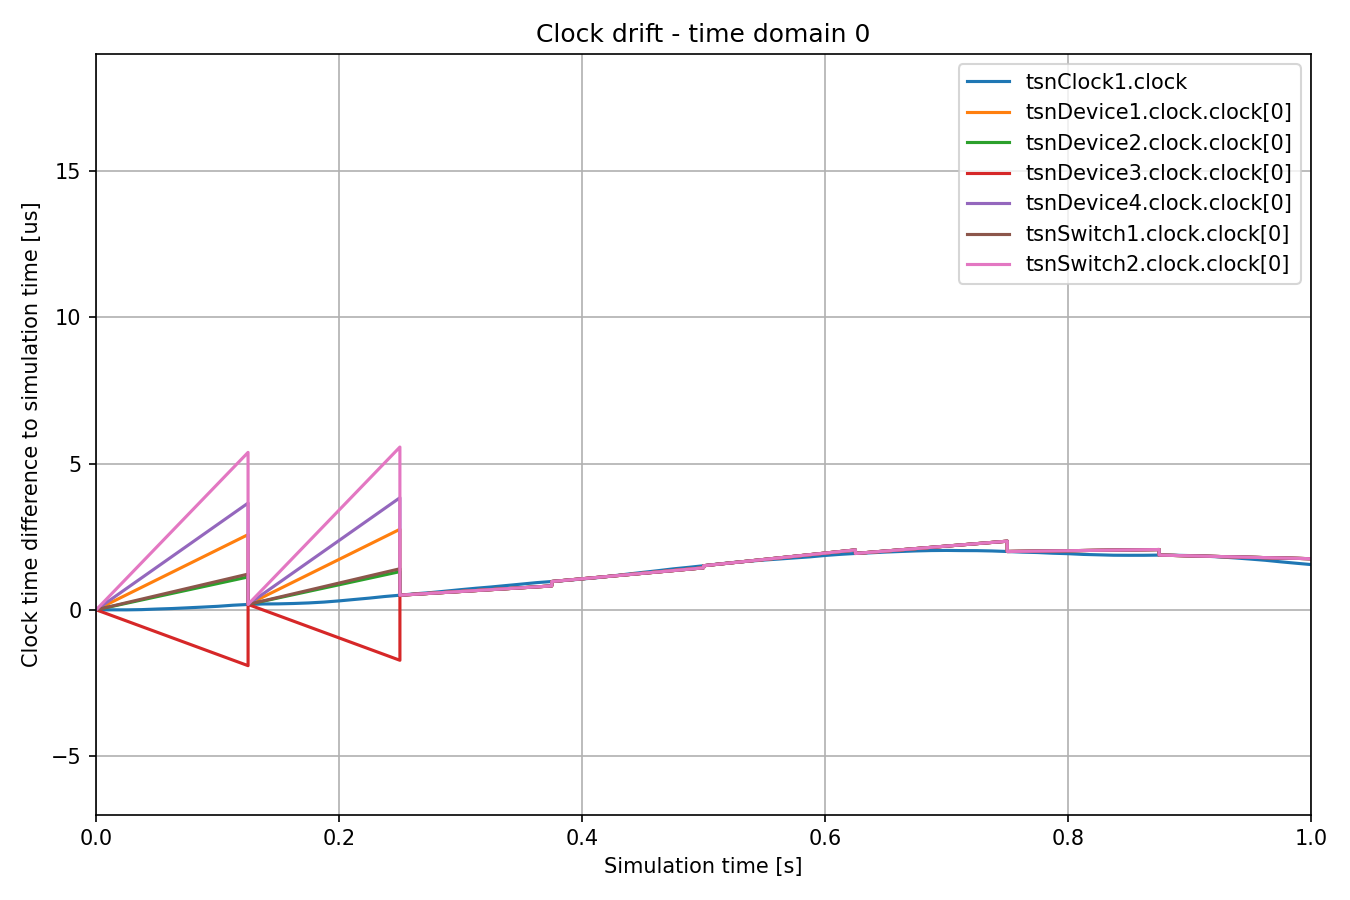 Clock drift - time domain 0
Clock time difference to simulation time [us]
15
10
5
0
−5
0.0
0.2
0.4
0.6
0.8
1.0
Simulation time [s]
tsnClock1.clock
tsnDevice1.clock.clock[0]
tsnDevice2.clock.clock[0]
tsnDevice3.clock.clock[0]
tsnDevice4.clock.clock[0]
tsnSwitch1.clock.clock[0]
tsnSwitch2.clock.clock[0]